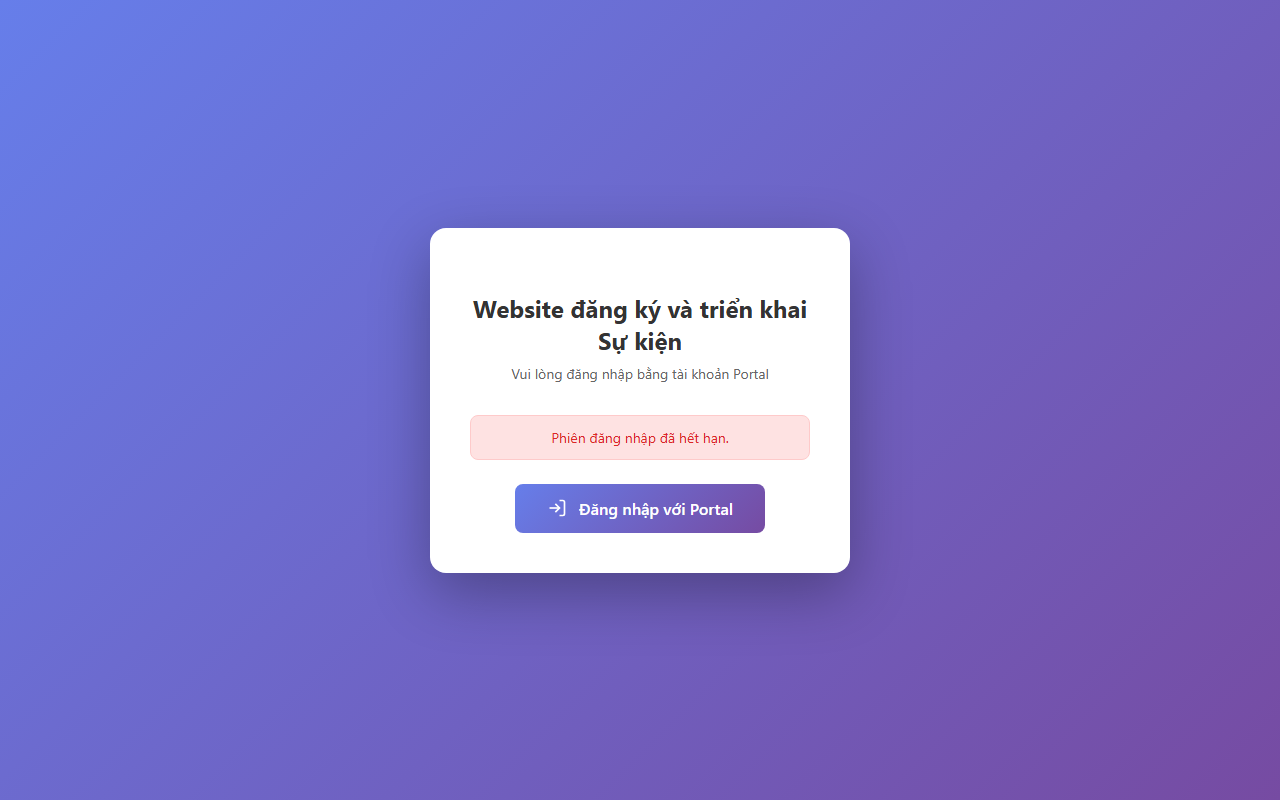 Website đăng ký và triển khai
Sự kiện
Vui lòng đăng nhập bằng tài khoản Portal
Phiên đăng nhập đã hết hạn.
Đăng nhập với Portal